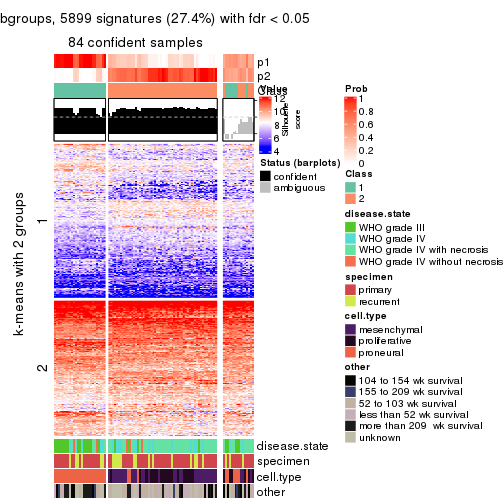 bgroups, 5899 signatures (27.4%) with fdr < 0.05
84 confident samples
p1
p2
Class
Value
12
10
8
6
4
Silhouette
score
Prob
1
0.8
0.6
0.4
0.2
0
Status (barplots)
confident
ambiguous
Class
1
2
disease.state
WHO grade III
WHO grade IV
WHO grade IV with necrosis
WHO grade IV without necrosis
specimen
primary
recurrent
cell.type
mesenchymal
proliferative
proneural
other
104 to 154 wk survival
155 to 209 wk survival
52 to 103 wk survival
less than 52 wk survival
more than 209 wk survival
unknown
k-means with 2 groups
1
2
disease.state
specimen
cell.type
other